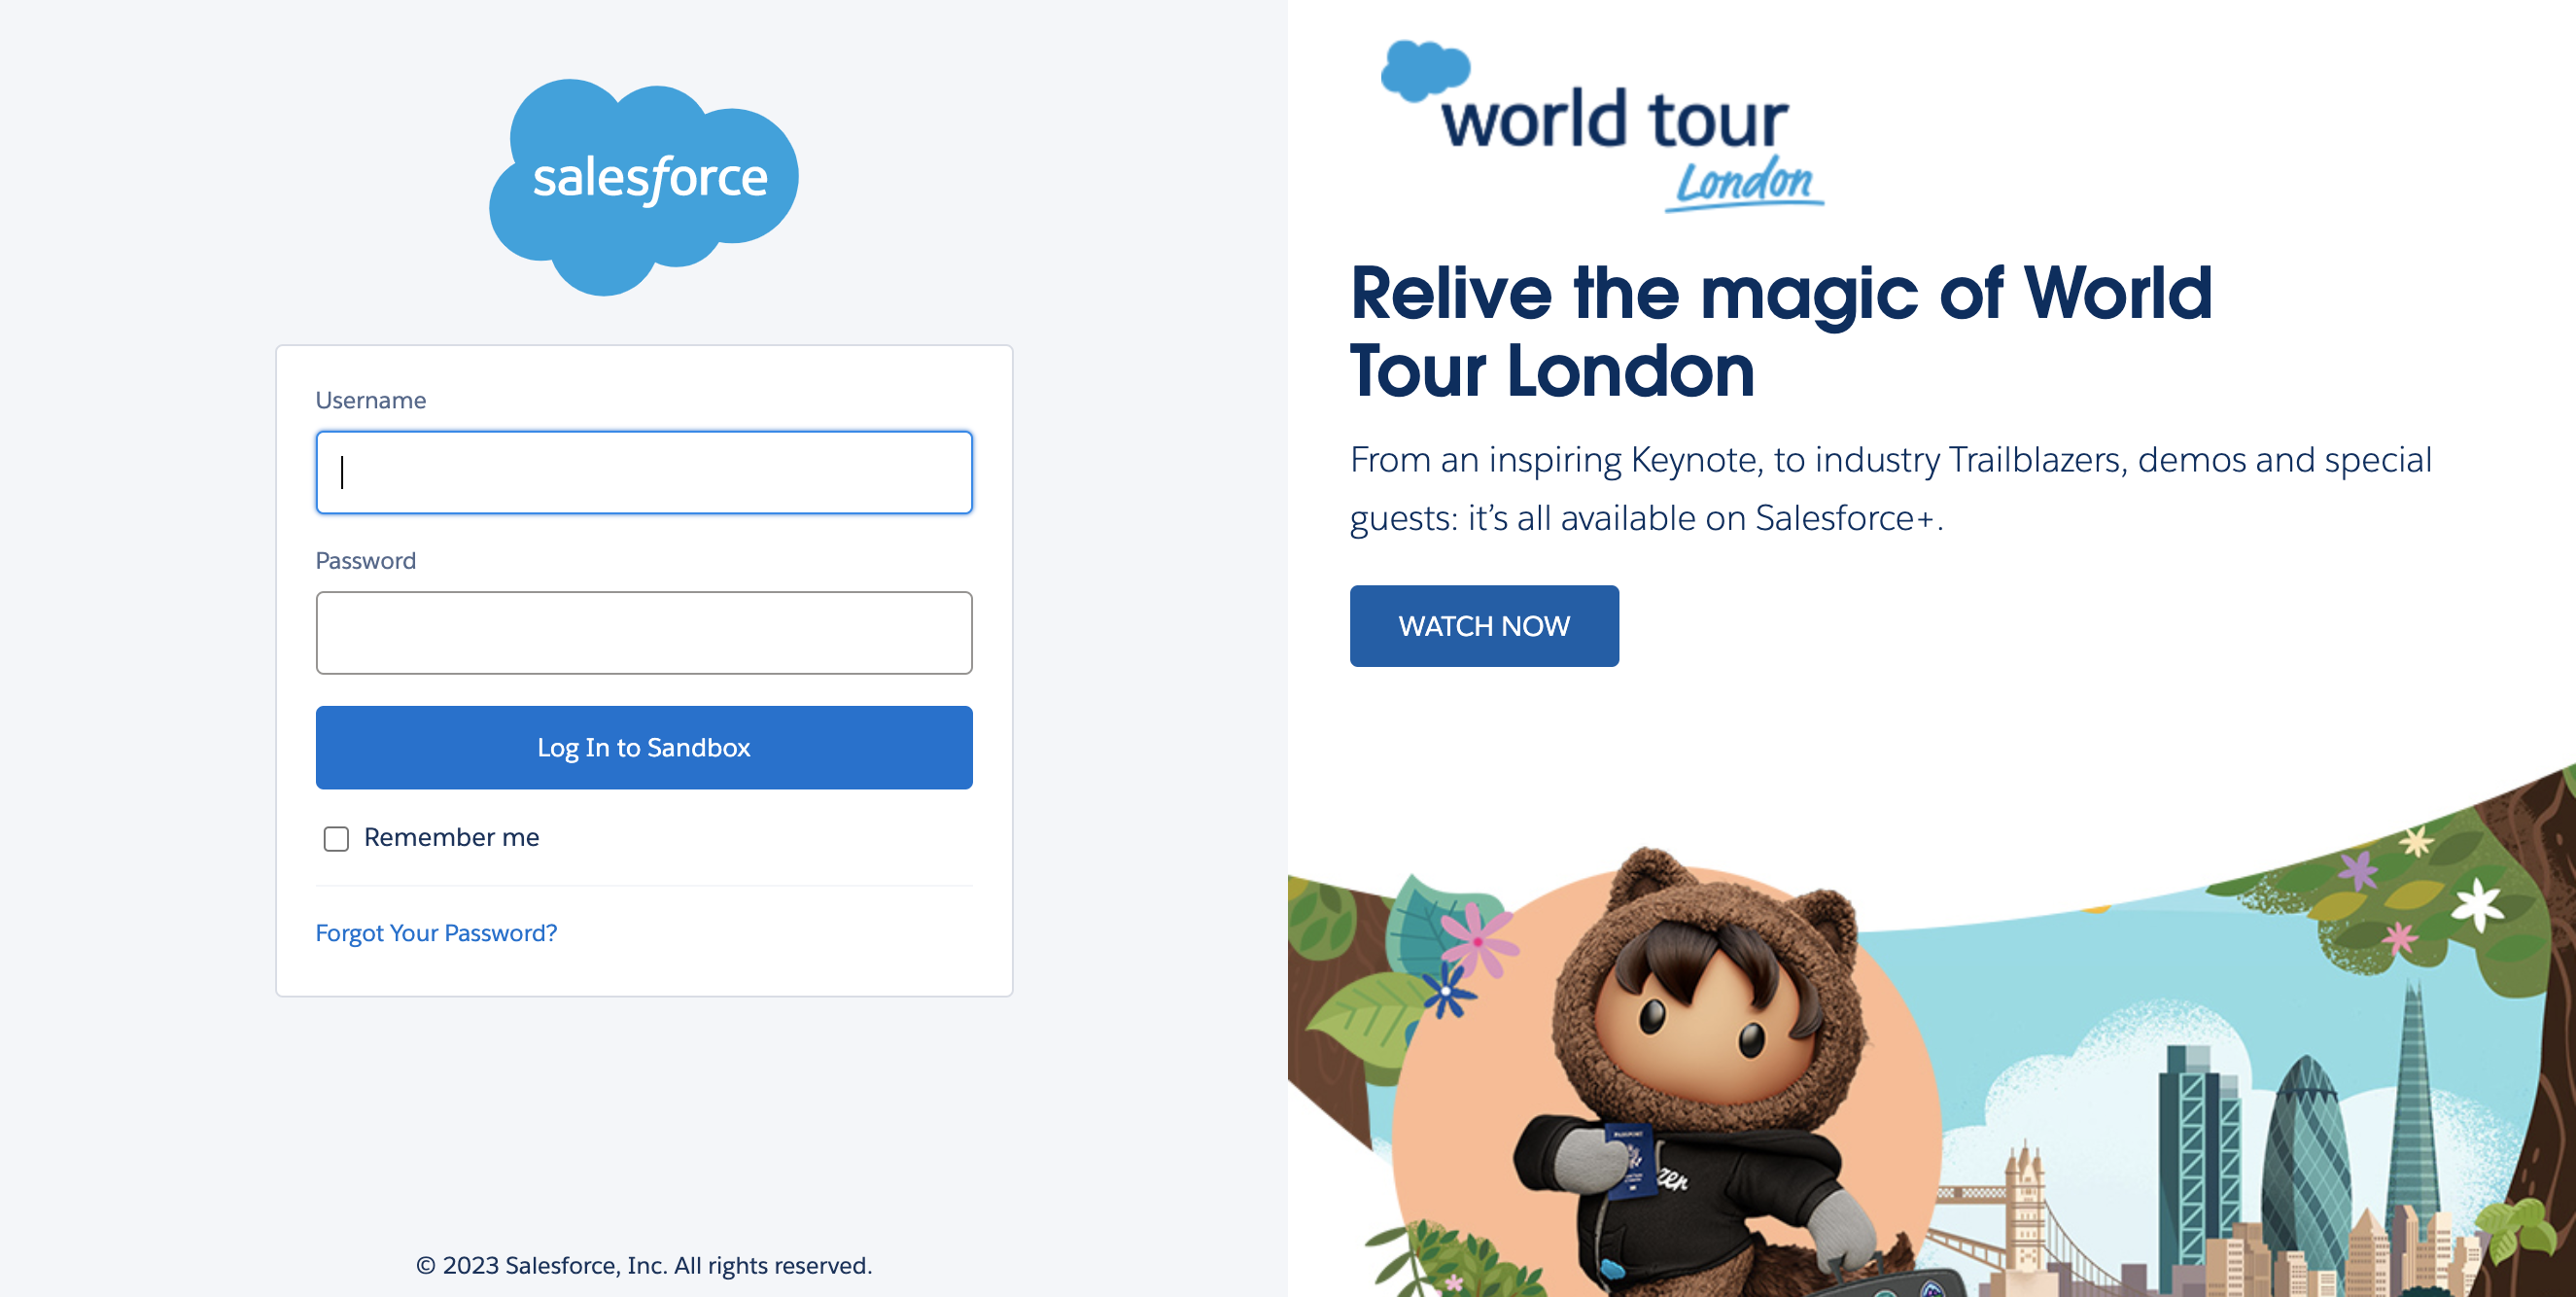 salesforce
Username
Password
Log In to Sandbox
Remember me
Forgot Your Password?
© 2023 Salesforce, Inc. All rights reserved.
world tour
London
Relive the magic of World
Tour London
From an inspiring Keynote, to industry Trailblazers, demos and special
guests: it’s all available on Salesforce+.
WATCH NOW
PASSPORT